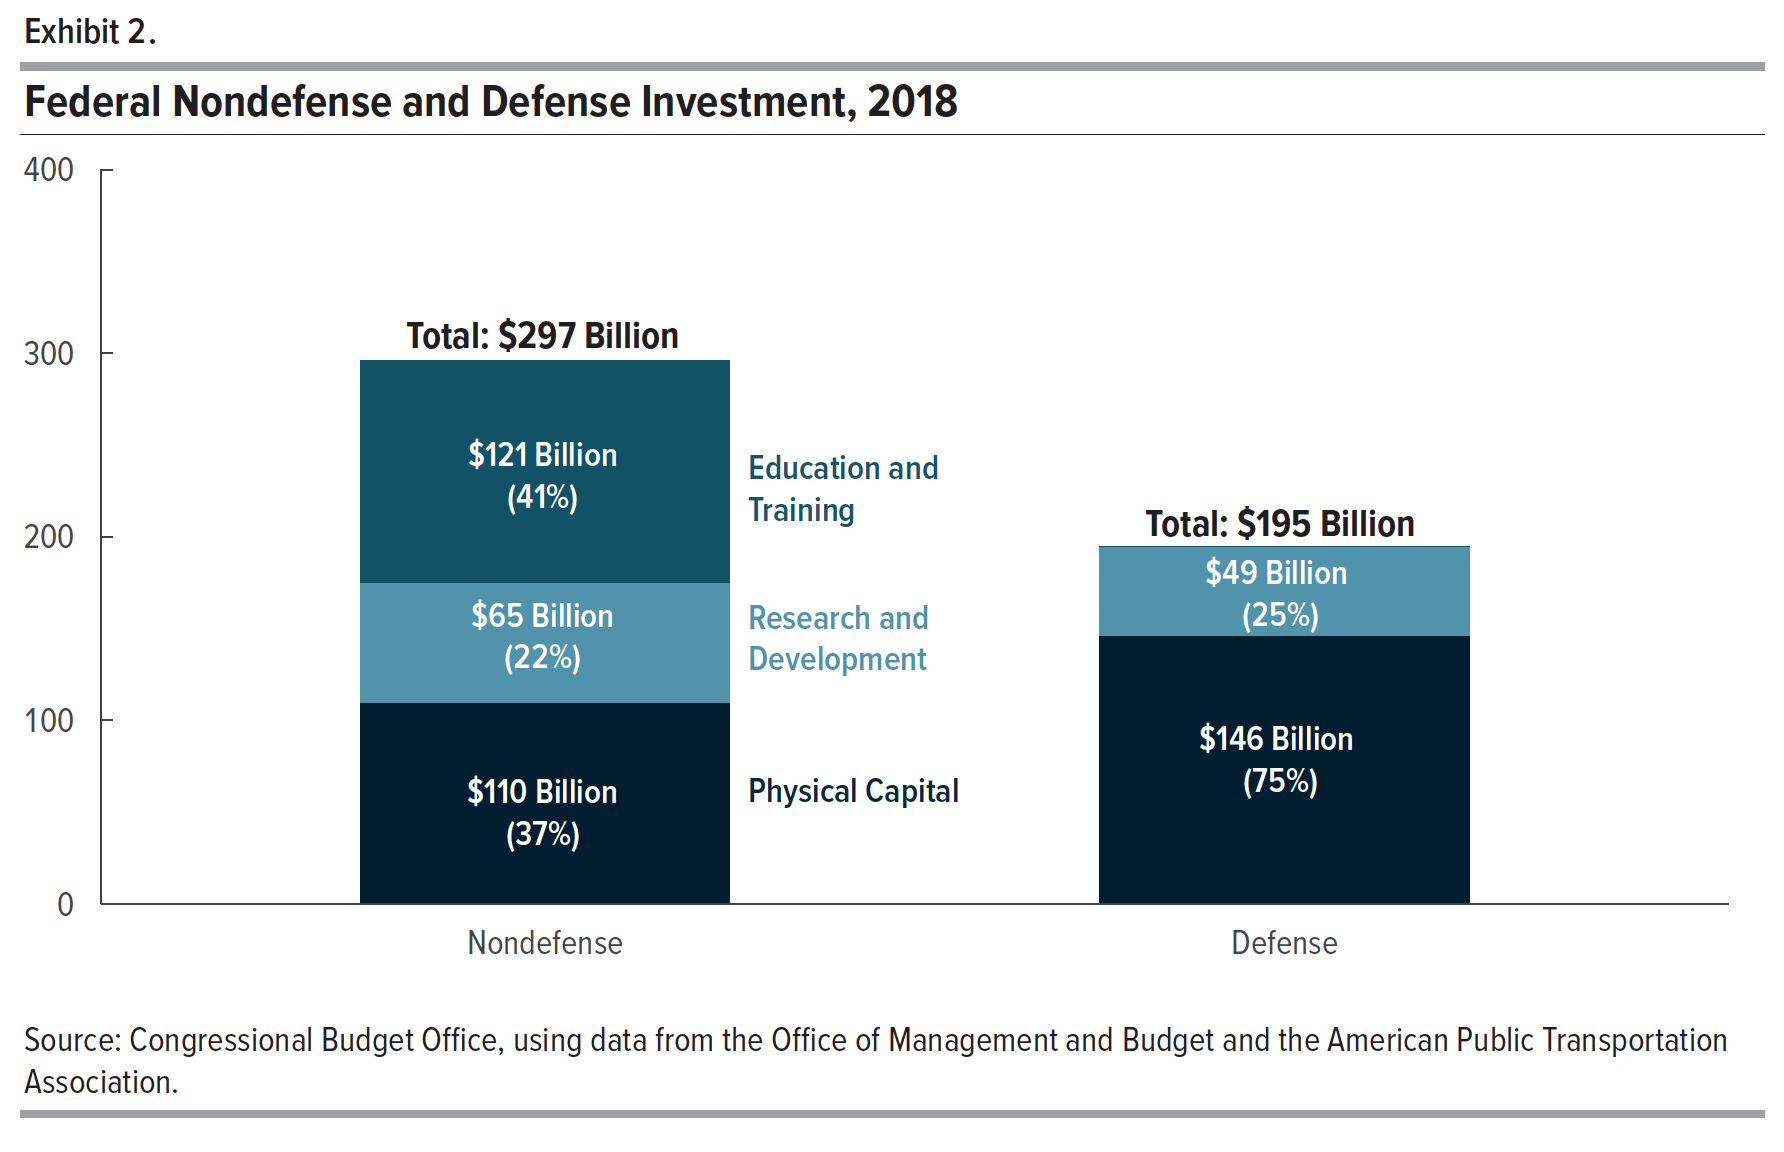 Exhibit 2.
Federal Nondefense and Defense Investment, 2018
400
300
200
100
0
Total: $297 Billion
$121 Billion
(41%)
Education and
Training
$65 Billion
(22%)
Research and
Development
$110 Billion
(37%)
Physical Capital
Total: $195 Billion
$49 Billion
(25%)
$146 Billion
(75%)
Nondefense
Defense
Source: Congressional Budget Office, using data from the Office of Management and Budget and the American Public Transportation
Association.